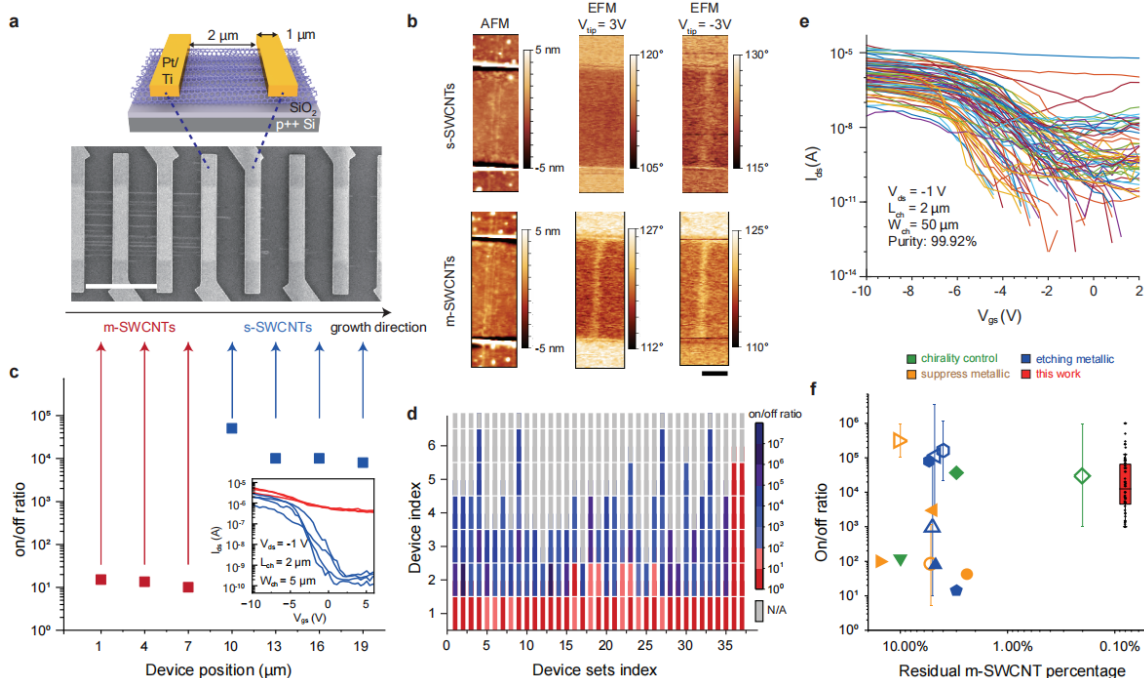 a
2 µm
1 µm
Pt/
Ti
SiO2
p++ Si
m-SWCNTs
s-SWCNTs
growth direction
b
AFM
EFM
Vtip = 3V
EFM
Vtip = -3V
s-SWCNTs
5 nm
-5 nm
120°
105°
130°
115°
m-SWCNTs
5 nm
-5 nm
127°
112°
125°
110°
c
on/off ratio
10⁵
10⁵
10⁴
10³
10²
10¹
10⁰
1
4
7
10
13
16
19
Device position (µm)
Ids (A)
10⁻⁵
10⁻⁶
10⁻⁷
10⁻⁸
10⁻⁹
10⁻¹⁰
Vds = -1 V
Lch = 2 µm
Wch = 5 µm
-10
-5
0
5
Vgs (V)
d
on/off ratio
10⁷
10⁶
10⁵
10⁴
10³
10²
10¹
10⁰
N/A
Device index
6
5
4
3
2
1
0 5 10 15 20 25 30 35
Device sets index
e
Ids (A)
10⁻⁵
10⁻⁸
10⁻¹¹
10⁻¹⁴
Vds = -1 V
Lch = 2 µm
Wch = 50 µm
Purity: 99.92%
-10 -8 -6 -4 -2 0 2
Vgs (V)
chirality control
etching metallic
suppress metallic
this work
f
On/off ratio
10⁶
10⁵
10⁴
10³
10²
10¹
10⁰
10.00% 1.00% 0.10%
Residual m-SWCNT percentage